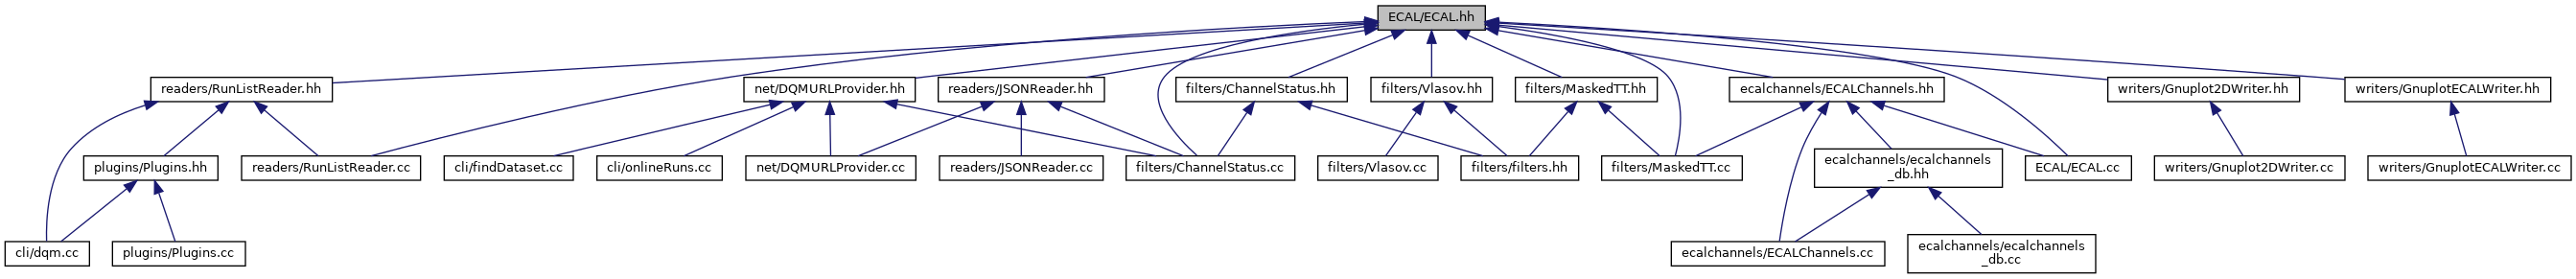 ECAL/ECAL.hh
readers/RunListReader.hh
net/DQMURLProvider.hh
readers/JSONReader.hh
filters/ChannelStatus.hh
filters/Vlasov.hh
filters/MaskedTT.hh
ecalchannels/ECALChannels.hh
writers/Gnuplot2DWriter.hh
writers/GnuplotECALWriter.hh
plugins/Plugins.hh
readers/RunListReader.cc
cli/findDataset.cc
cli/onlineRuns.cc
net/DQMURLProvider.cc
readers/JSONReader.cc
filters/ChannelStatus.cc
filters/Vlasov.cc
filters/filters.hh
filters/MaskedTT.cc
ecalchannels/ecalchannels
_db.hh
ECAL/ECAL.cc
writers/Gnuplot2DWriter.cc
writers/GnuplotECALWriter.cc
cli/dqm.cc
plugins/Plugins.cc
ecalchannels/ECALChannels.cc
ecalchannels/ecalchannels
_db.cc